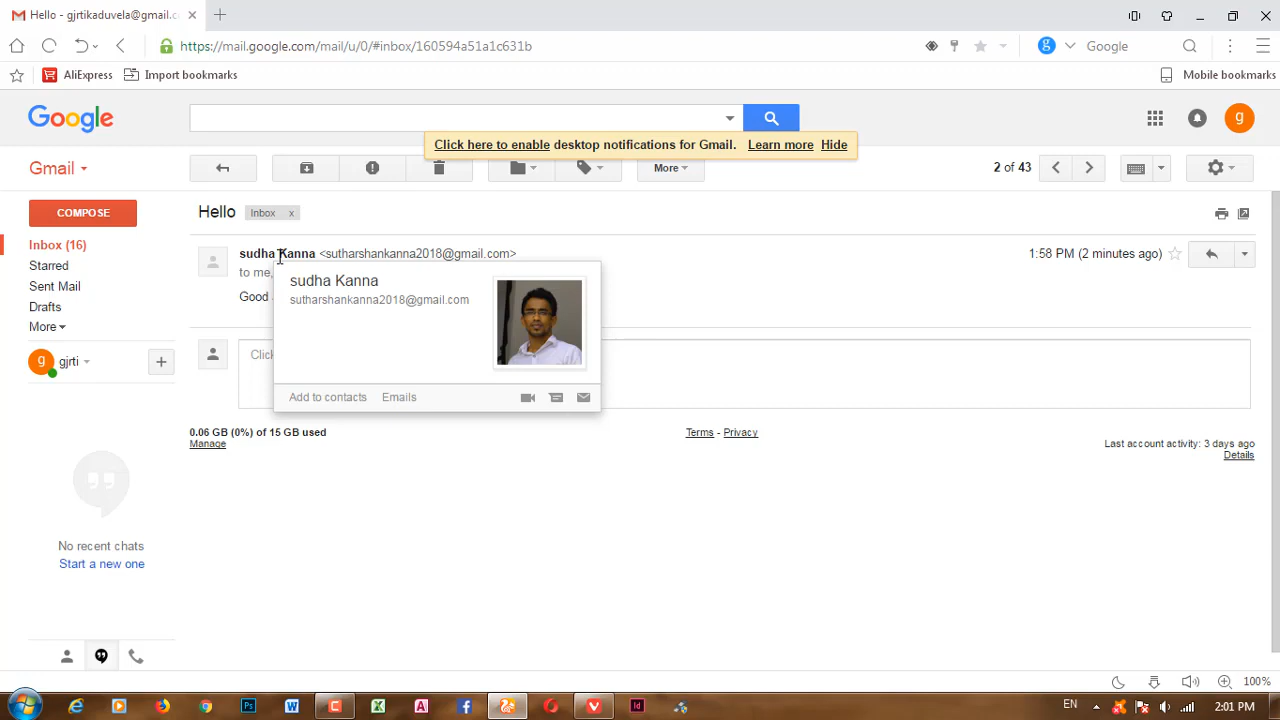 Hello - gjrtikaduvela@gmail.c
https://mail.google.com/mail/u/0/#inbox/160594a51a1c631b
Google
AliExpress
Import bookmarks
Mobile bookmarks
Google
g
Click here to enable desktop notifications for Gmail. Learn more Hide
Gmail
More
2 of 43
COMPOSE
Hello
Inbox x
Inbox (16)
Starred
Sent Mail
Drafts
More
sudha Kanna <sutharshankanna2018@gmail.com>
1:58 PM (2 minutes ago)
to me,
Good
sudha Kanna
sutharshankanna2018@gmail.com
Add to contacts
Emails
g
gjrti
Click
0.06 GB (0%) of 15 GB used
Manage
Terms - Privacy
Last account activity: 3 days ago
Details
No recent chats
Start a new one
100%
EN
2:01 PM